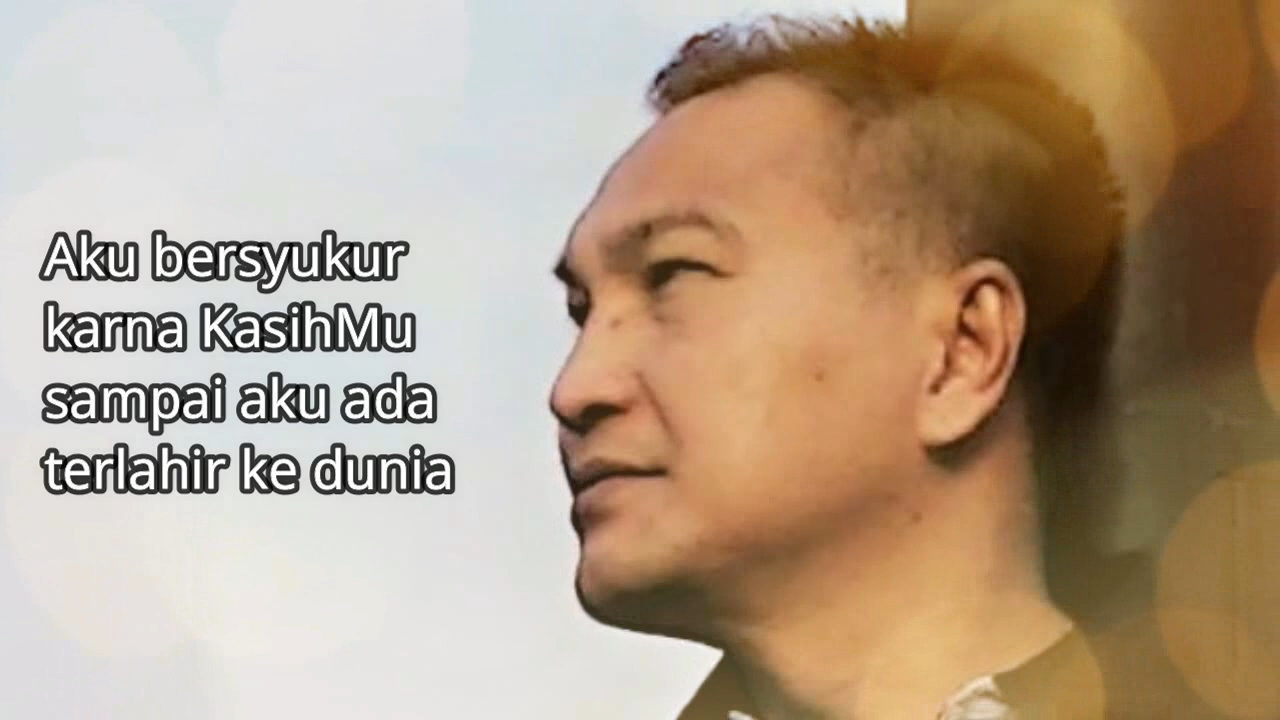 Aku bersyukur
karna KasihMu
sampai aku ada
terlahir ke dunia